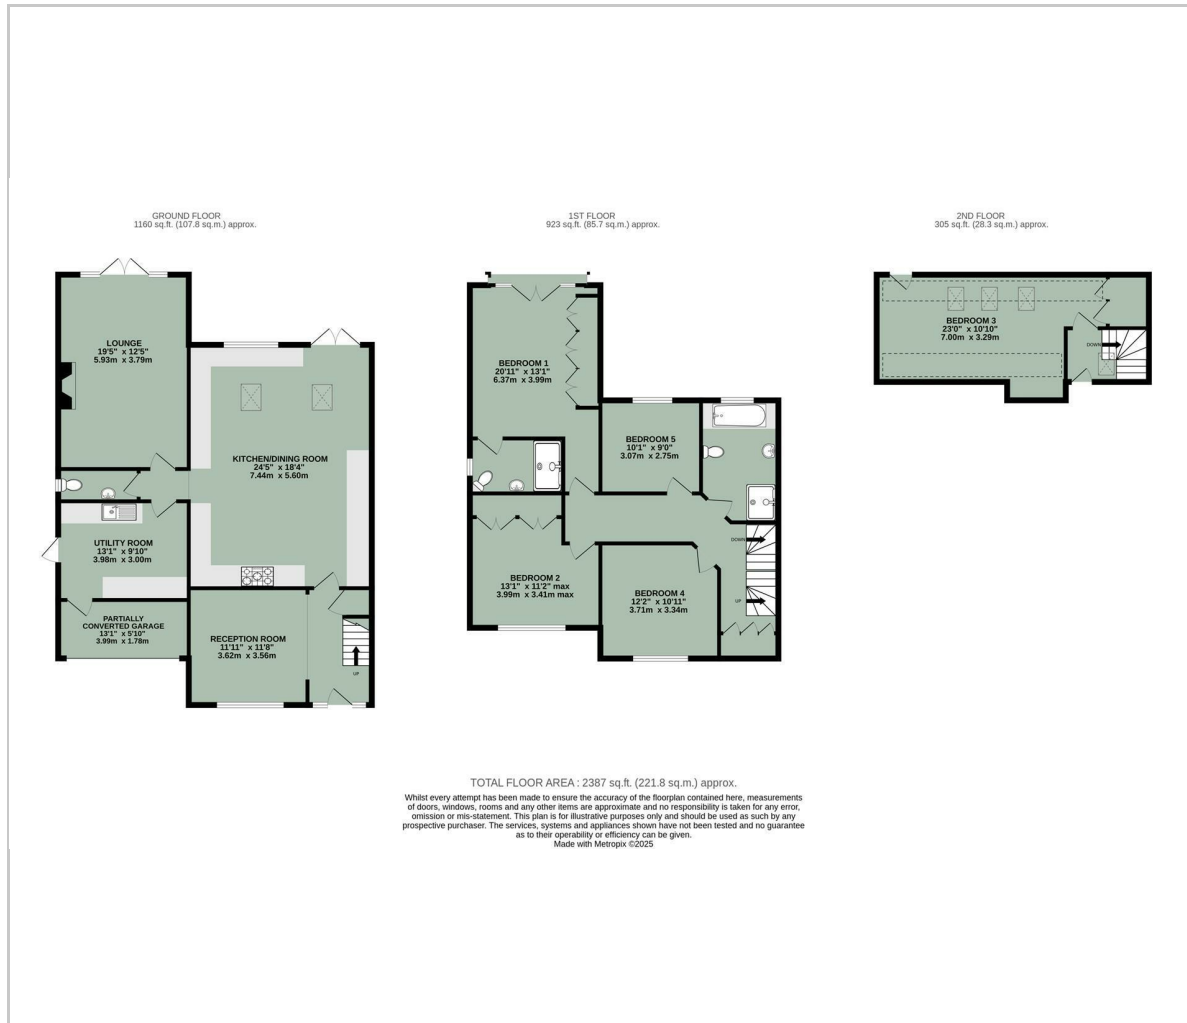 GROUND FLOOR
1160 sq.ft. (107.8 sq.m.) approx.
LOUNGE
19'5" x 12'5"
5.93m x 3.79m
KITCHEN/DINING ROOM
24'5" x 18'4"
7.44m x 5.60m
UTILITY ROOM
13'1" x 9'10"
3.98m x 3.00m
PARTIALLY
CONVERTED GARAGE
13'1" x 5'10"
3.99m x 1.78m
RECEPTION ROOM
11'11" x 11'8"
3.62m x 3.56m
UP
1ST FLOOR
923 sq.ft. (85.7 sq.m.) approx.
BEDROOM 1
20'11" x 13'1"
6.37m x 3.99m
BEDROOM 5
10'1" x 9'0"
3.07m x 2.75m
DOWN
BEDROOM 2
13'1" x 11'2" max
3.99m x 3.41m max
BEDROOM 4
12'2" x 10'11"
3.71m x 3.34m
UP
2ND FLOOR
305 sq.ft. (28.3 sq.m.) approx.
BEDROOM 3
23'0" x 10'10"
7.00m x 3.29m
DOWN
TOTAL FLOOR AREA : 2387 sq.ft. (221.8 sq.m.) approx.
Whilst every attempt has been made to ensure the accuracy of the floorplan contained here, measurements
of doors, windows, rooms and any other items are approximate and no responsibility is taken for any error,
omission or mis-statement. This plan is for illustrative purposes only and should be used as such by any
prospective purchaser. The services, systems and appliances shown have not been tested and no guarantee
as to their operability or efficiency can be given.
Made with Metropix ©2025